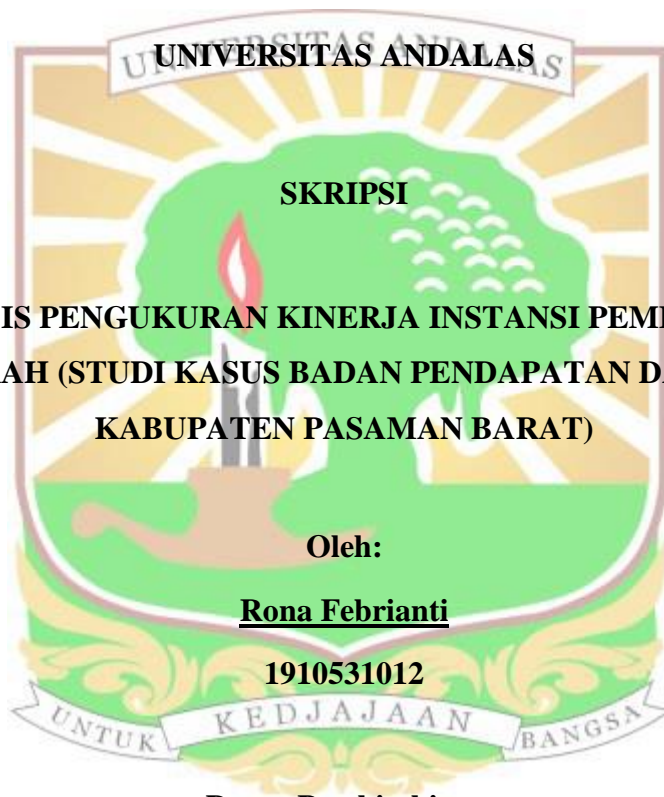 UNIVERSITAS ANDALAS
UNIVERSITAS ANDALAS
SKRIPSI
IS PENGUKURAN KINERJA INSTANSI PEM
AH (STUDI KASUS BADAN PENDAPATAN DA
KABUPATEN PASAMAN BARAT)
Oleh:
Rona Febrianti
1910531012
UNTUK KEDJAJAAN BANGSA